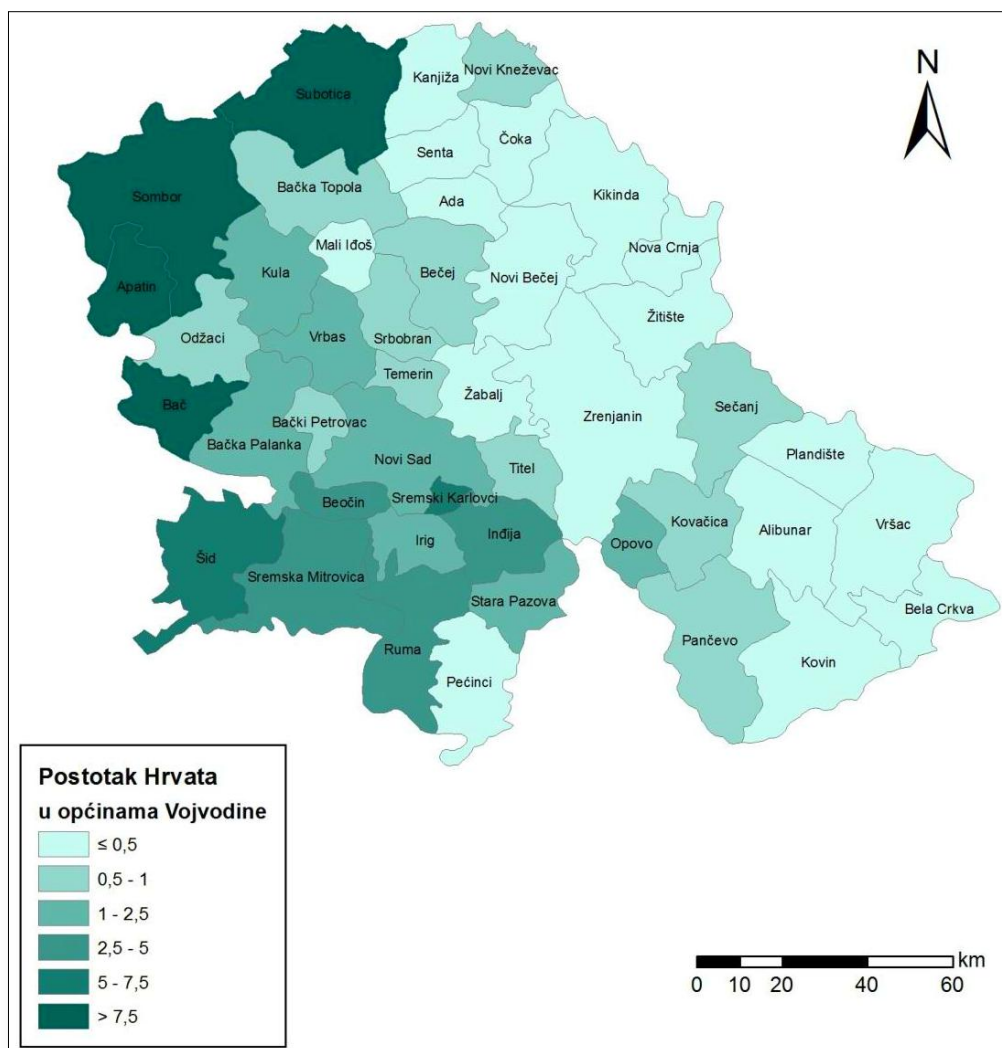 N
Kanjiža
Novi Kneževac
Subotica
Čoka
Senta
Bačka Topola
Sombor
Ada
Kikinda
Mali Iđoš
Nova Crnja
Kula
Bečej
Novi Bečej
Apatin
Žitište
Odžaci
Vrbas
Srbobran
Temerin
Žabalj
Bač
Sečanj
Zrenjanin
Bački Petrovac
Bačka Palanka
Plandište
Novi Sad
Titel
Beočin
Sremski Karlovci
Kovačica
Vršac
Alibunar
Inđija
Irig
Opovo
Šid
Sremska Mitrovica
Stara Pazova
Bela Crkva
Pančevo
Ruma
Kovin
Pećinci
Postotak Hrvata
u općinama Vojvodine
≤ 0,5
0,5 - 1
1 - 2,5
2,5 - 5
5 - 7,5
> 7,5
km
0 10 20 40 60